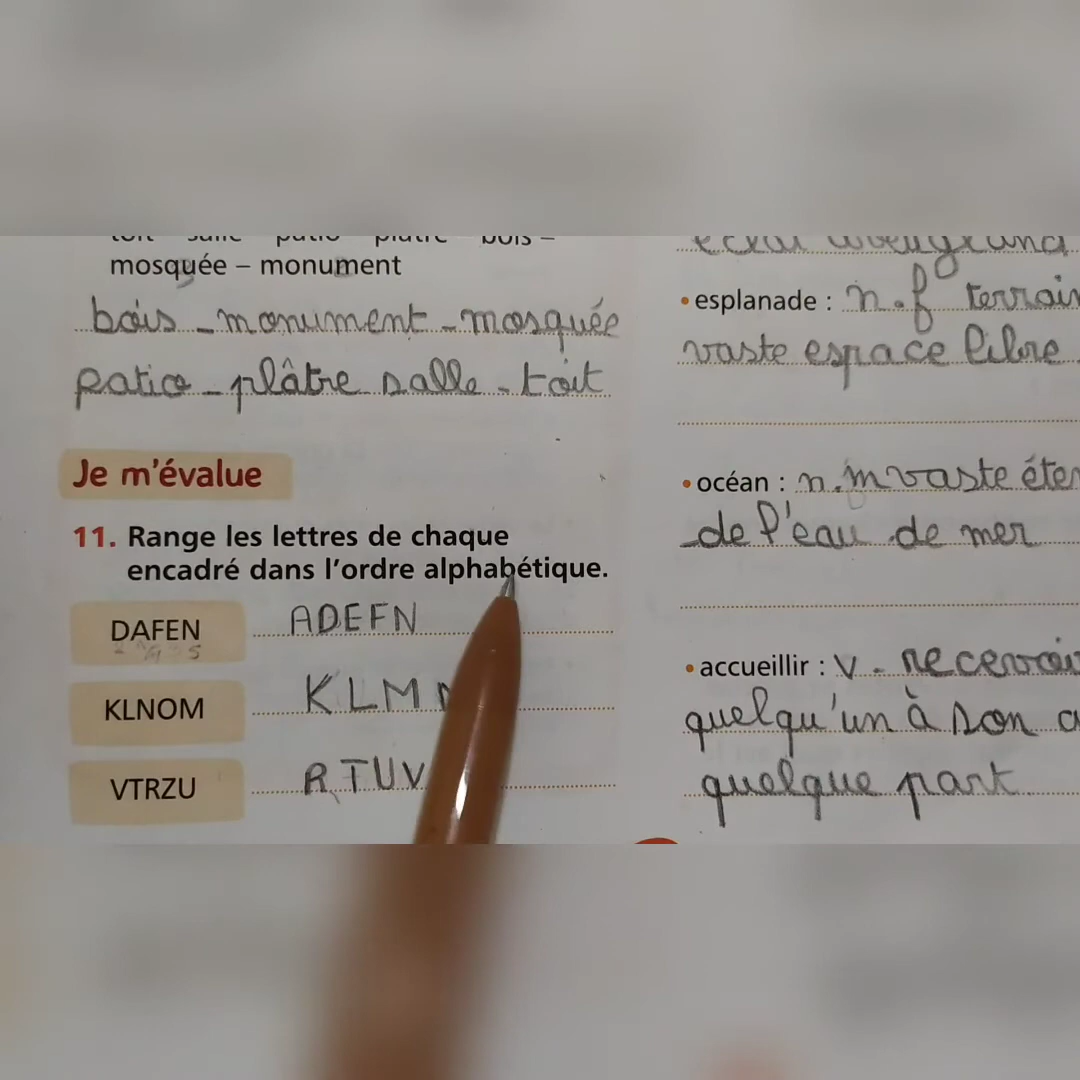 mosquée – monument
bois - monument - mosquée
patio - plâtre salle - toit
Je m'évalue
11. Range les lettres de chaque
encadré dans l'ordre alphabétique.
DAFEN ADEFN
KLNOM KLM
VTRZU RTUV
• esplanade : n.f terrain
vaste espace libre
• océan : n.m vaste
de l'eau de mer
• accueillir : v. recevoir
quelqu'un à son
quelque part